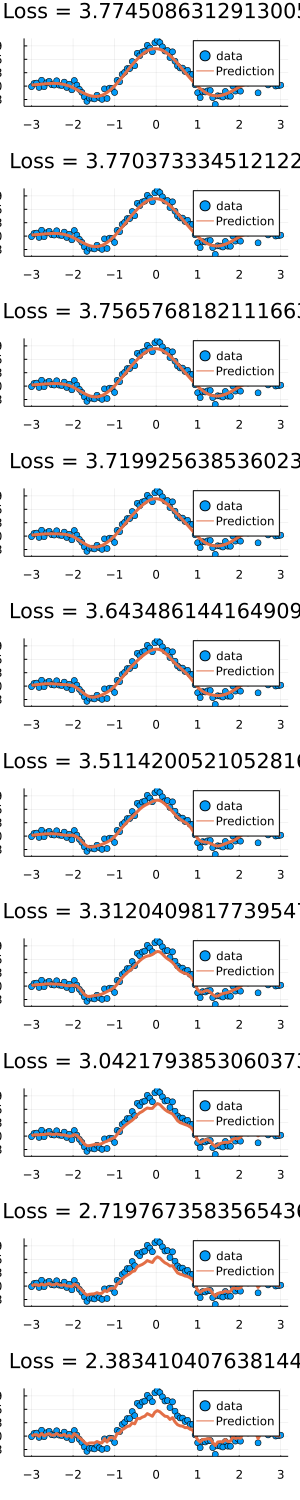 Loss = 3.774508631291300
data
Prediction
−3 −2 −1 0 1 2 3
Loss = 3.770373334512122
data
Prediction
−3 −2 −1 0 1 2 3
Loss = 3.756576818211166
data
Prediction
−3 −2 −1 0 1 2 3
Loss = 3.719925638536023
data
Prediction
−3 −2 −1 0 1 2 3
Loss = 3.643486144164909
data
Prediction
−3 −2 −1 0 1 2 3
Loss = 3.511420052105281
data
Prediction
−3 −2 −1 0 1 2 3
Loss = 3.312040981773954
data
Prediction
−3 −2 −1 0 1 2 3
Loss = 3.042179385306037
data
Prediction
−3 −2 −1 0 1 2 3
Loss = 2.719767358356543
data
Prediction
−3 −2 −1 0 1 2 3
Loss = 2.383410407638144
data
Prediction
−3 −2 −1 0 1 2 3